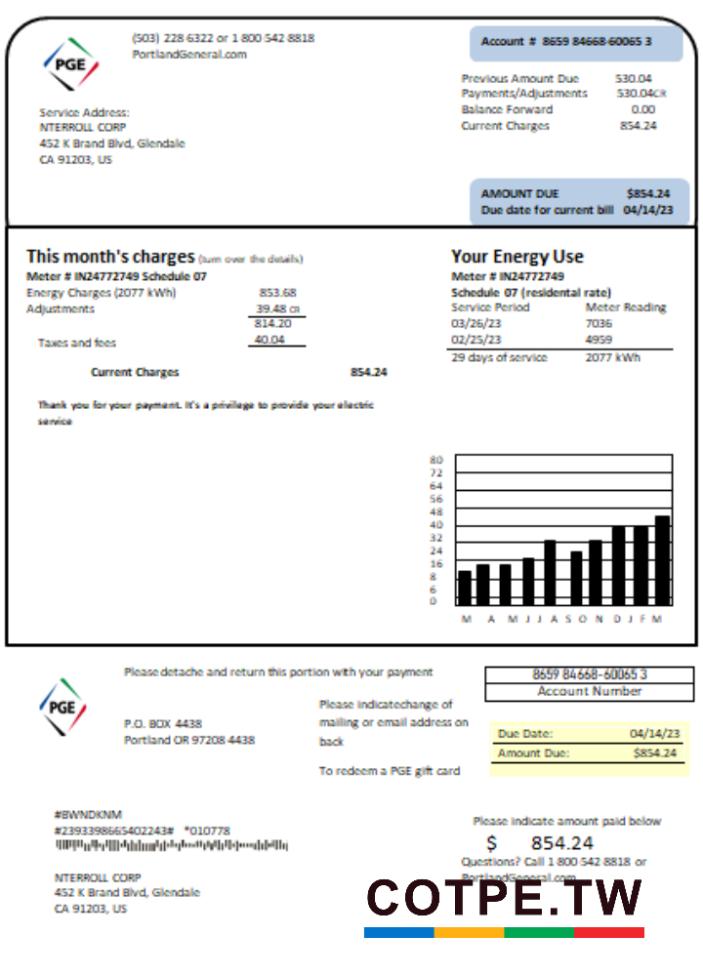 (503) 228 6322 or 1 800 542 8818
PortlandGeneral.com
PGE
Account # 8659 84668-60065 3
Previous Amount Due 530.04
Payments/Adjustments 530.04CR
Balance Forward 0.00
Current Charges 854.24
Service Address:
NTERROLL CORP
452 K Brand Blvd, Glendale
CA 91203, US
AMOUNT DUE $854.24
Due date for current bill 04/14/23
This month's charges (turn over the details)
Meter # IN24772749 Schedule 07
Energy Charges (2077 kWh) 853.68
Adjustments 39.48 CR
814.20
Taxes and fees 40.04
Current Charges 854.24
Thank you for your payment. It's a privilege to provide your electric
service
Your Energy Use
Meter # IN24772749
Schedule 07 (residental rate)
Service Period Meter Reading
03/26/23 7036
02/25/23 4959
29 days of service 2077 kWh
80
72
64
56
48
40
32
24
16
8
6
0
M A M J J A S O N D J F M
Please detache and return this portion with your payment
PGE
P.O. BOX 4438
Portland OR 97208 4438
Please indicatechange of
mailing or email address on
back
To redeem a PGE gift card
8659 84668-60065 3
Account Number
Due Date: 04/14/23
Amount Due: $854.24
#BWNDKNM
#2393398665402243# *010778
NTERROLL CORP
452 K Brand Blvd, Glendale
CA 91203, US
Please indicate amount paid below
$ 854.24
Questions? Call 1 800 542 8818 or
PortlandGeneral.com
COTPE.TW